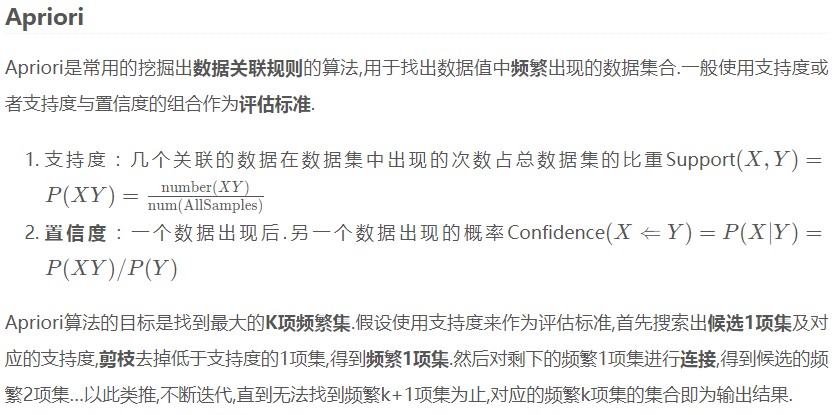 Apriori
Apriori是常用的挖掘出数据关联规则的算法,用于找出数据值中频繁出现的数据集合.一般使用支持度或
者支持度与置信度的组合作为评估标准.
1. 支持度：几个关联的数据在数据集中出现的次数占总数据集的比重Support(X, Y) =
P(XY) = number(XY)/num(AllSamples)
2. 置信度：一个数据出现后.另一个数据出现的概率Confidence(X ⇐ Y) = P(X|Y) =
P(XY)/P(Y)
Apriori算法的目标是找到最大的K项频繁集.假设使用支持度来作为评估标准,首先搜索出候选1项集及对
应的支持度,剪枝去掉低于支持度的1项集,得到频繁1项集.然后对剩下的频繁1项集进行连接,得到候选的频
繁2项集...以此类推,不断迭代,直到无法找到频繁k+1项集为止,对应的频繁k项集的集合即为输出结果.